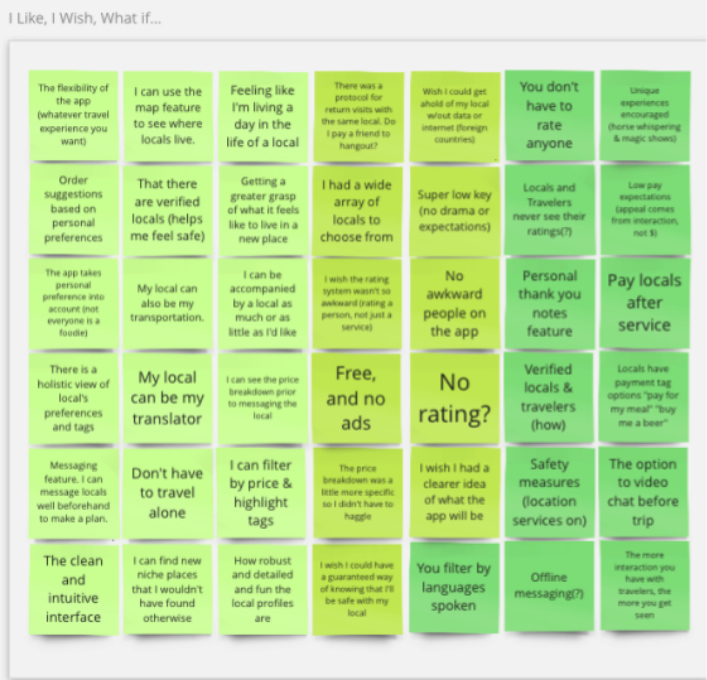 I Like, I Wish, What if...
The flexibility of
the app
(whatever travel
experience you
want)
I can use the
map feature
to see where
locals live.
Feeling like
I'm living a
day in the
life of a local
There was a
protocol for
return visits with
the same local. Do
I pay a friend to
hangout?
Wish I could get
ahold of my local
w/out data or
internet (foreign
countries)
You don't
have to
rate
anyone
Unique
experiences
encouraged
(horse whispering
& magic shows)
Order
suggestions
based on
personal
preferences
That there
are verified
locals (helps
me feel safe)
Getting a
greater grasp
of what it feels
like to live in a
new place
I had a wide
array of
locals to
choose from
Super low key
(no drama or
expectations)
Locals and
Travelers
never see their
ratings(?)
Low pay
expectations
(appeal comes
from interaction,
not $)
The app takes
personal
preference into
account (not
everyone is a
foodie)
My local can
also be my
transportation.
I can be
accompanied
by a local as
much or as
little as I'd like
I wish the rating
system wasn't so
awkward (rating a
person, not just a
service)
No
awkward
people on
the app
Personal
thank you
notes
feature
Pay locals
after
service
There is a
holistic view of
local's
preferences
and tags
My local
can be my
translator
I can see the price
breakdown prior
to messaging the
local
Free,
and no
ads
No
rating?
Verified
locals &
travelers
(how)
Locals have
payment tag
options "pay for
my meal" "buy
me a beer"
Messaging
feature. I can
message locals
well beforehand
to make a plan.
Don't have
to travel
alone
I can filter
by price &
highlight
tags
The price
breakdown was a
little more specific
so I didn't have to
haggle
I wish I had a
clearer idea
of what the
app will be
Safety
measures
(location
services on)
The option
to video
chat before
trip
The clean
and
intuitive
interface
I can find new
niche places
that I wouldn't
have found
otherwise
How robust
and detailed
and fun the
local profiles
are
I wish I could have
a guaranteed way
of knowing that I'll
be safe with my
local
You filter by
languages
spoken
Offline
messaging(?)
The more
interaction you
have with
travelers, the
more you get
seen